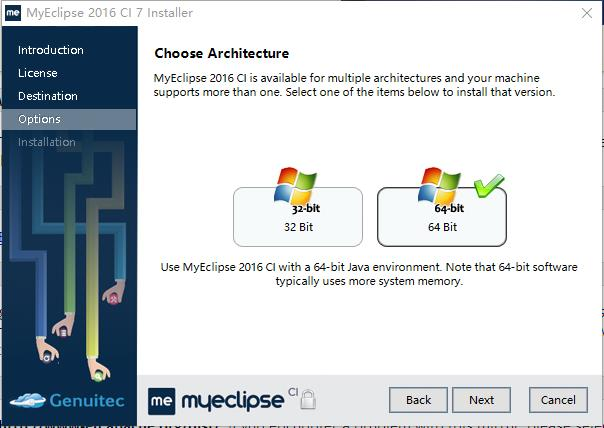 MyEclipse 2016 CI 7 Installer
Introduction
License
Destination
Options
Installation
Choose Architecture
MyEclipse 2016 CI is available for multiple architectures and your machine
supports more than one. Select one of the items below to install that version.
32-bit
32 Bit
64-bit
64 Bit
Use MyEclipse 2016 CI with a 64-bit Java environment. Note that 64-bit software
typically uses more system memory.
Genuitec
me myeclipse CI
Back
Next
Cancel